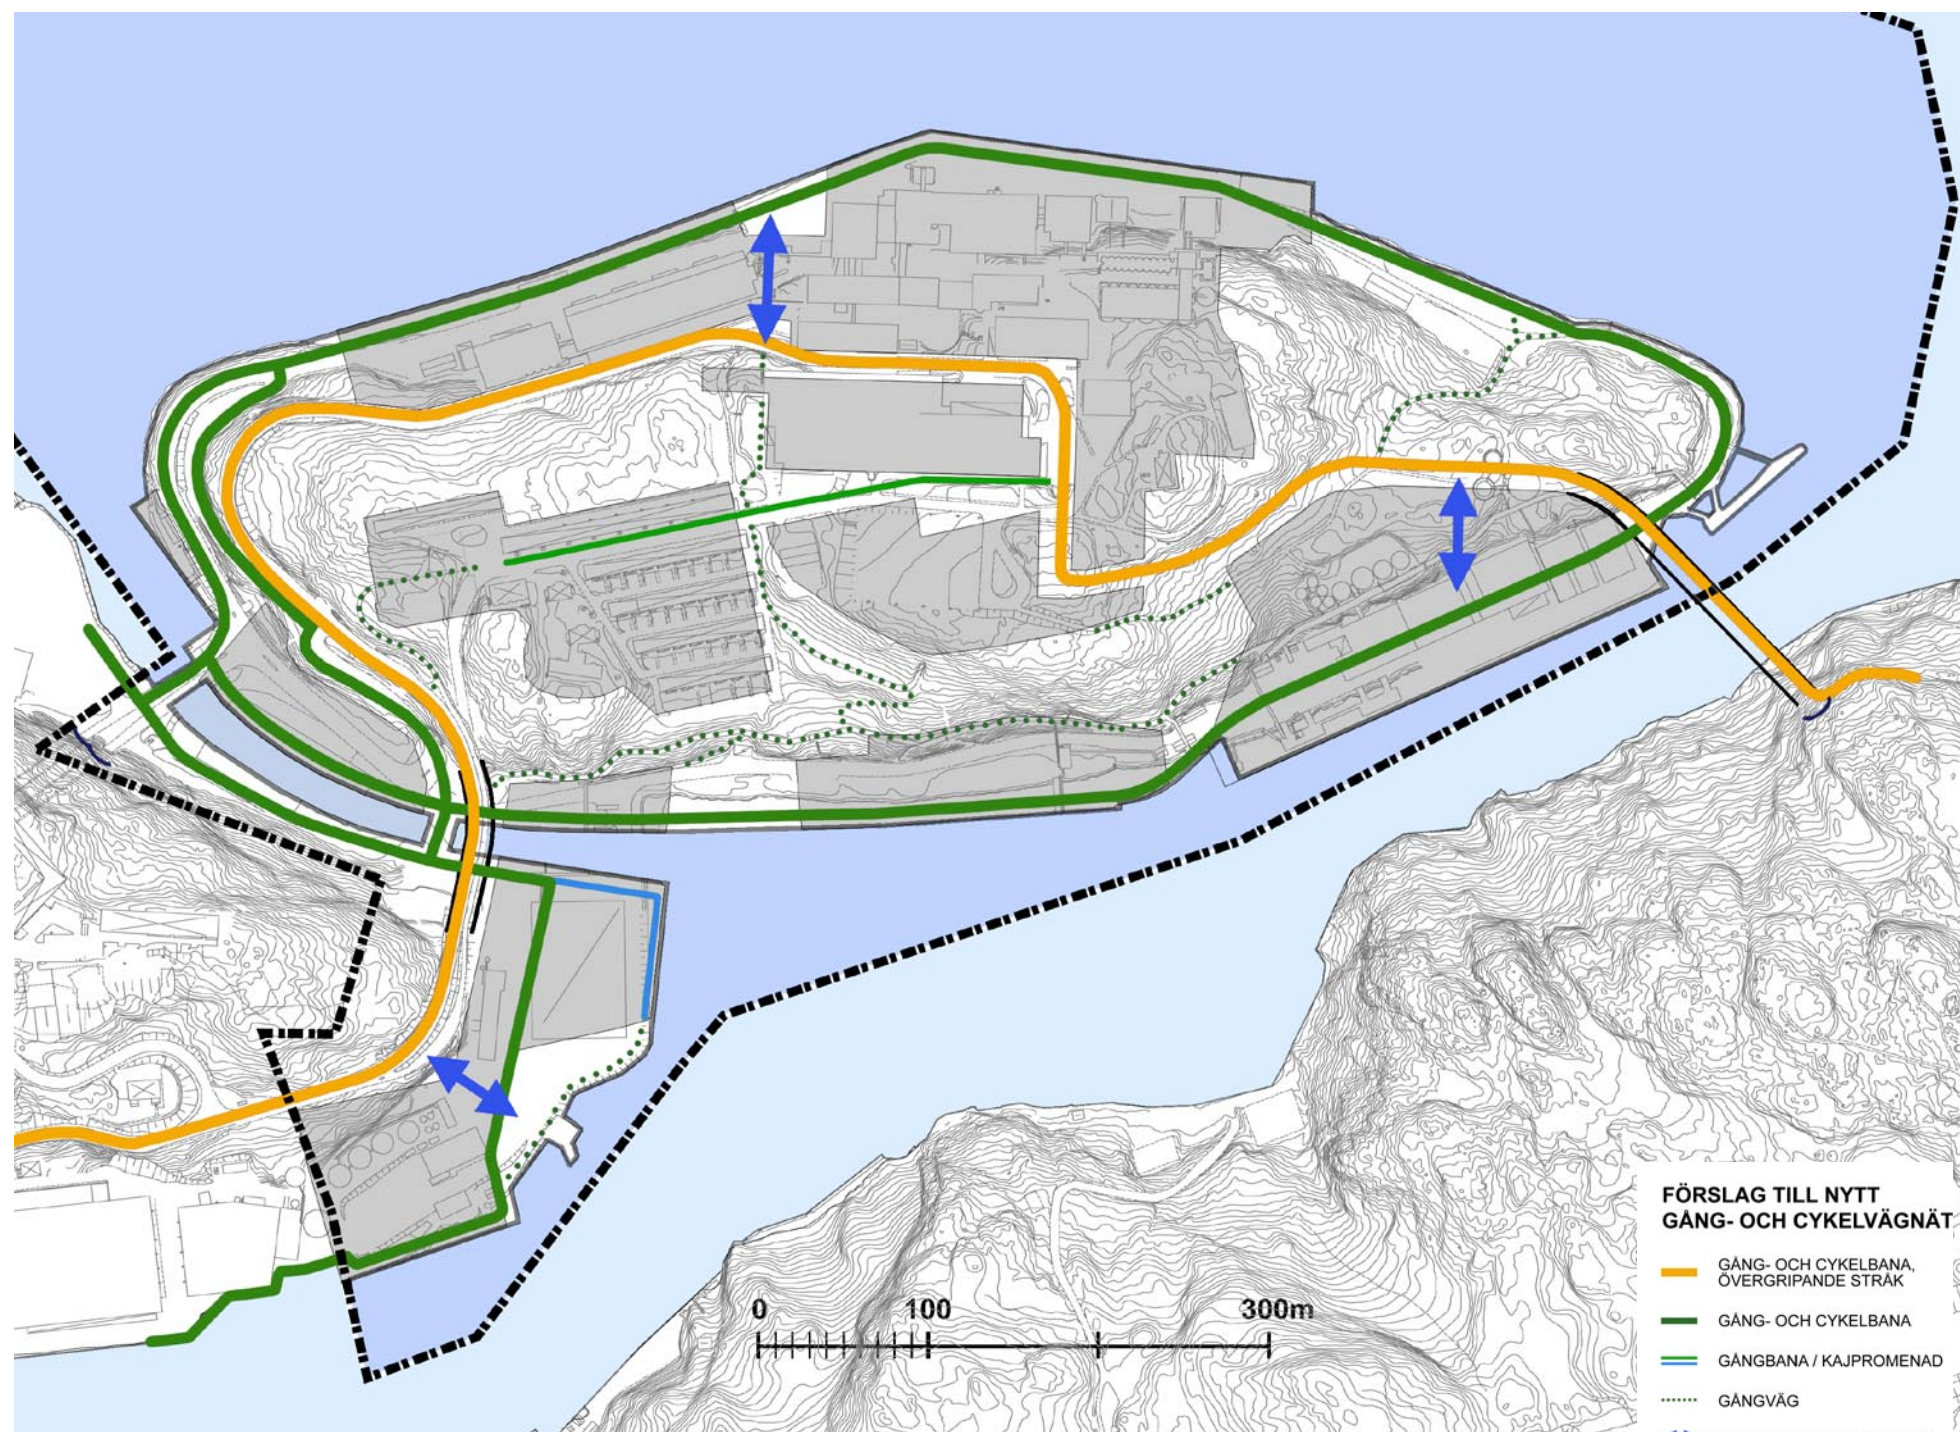 0 100 300m
FÖRSLAG TILL NYTT
GÅNG- OCH CYKELVÄGNÄT
GÅNG- OCH CYKELBANA,
ÖVERGRIPANDE STRÅK
GÅNG- OCH CYKELBANA
GÅNGBANA / KAJPROMENAD
GÅNGVÄG